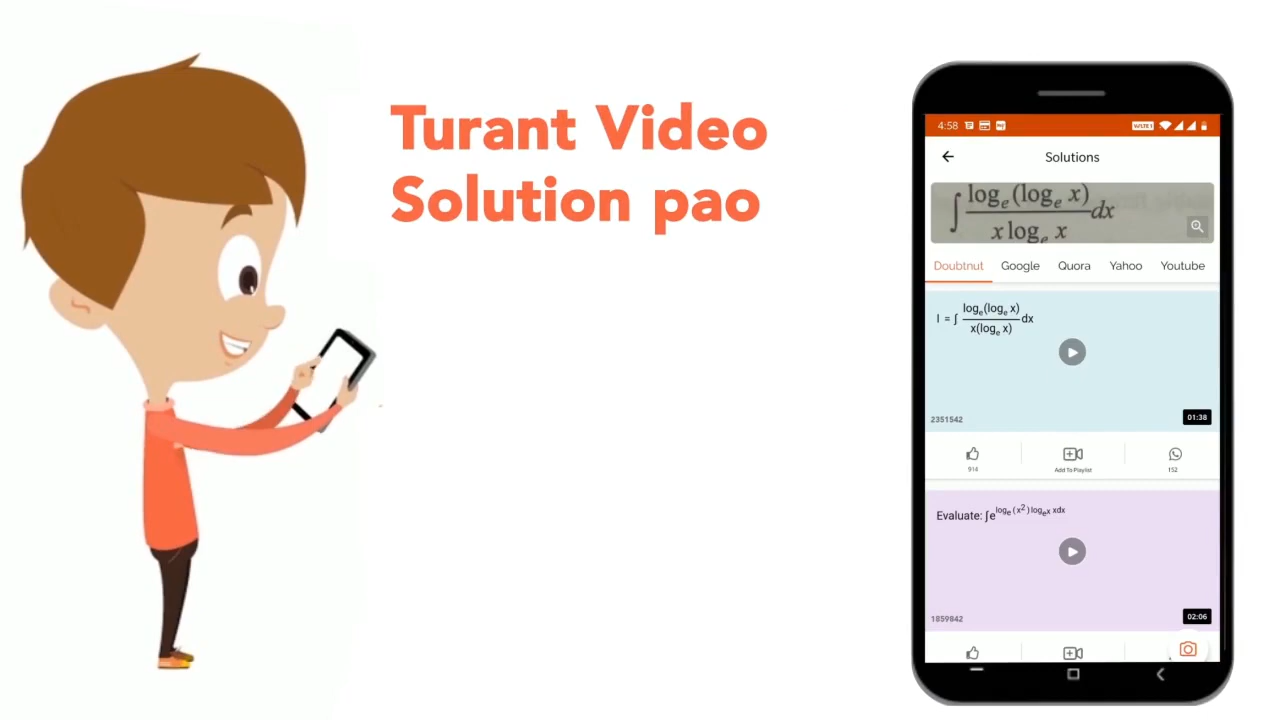 Turant Video
Solution pao
4:58
VoLTE1
Solutions
∫ logₑ(logₑ x) / x logₑ x dx
Doubtnut Google Quora Yahoo Youtube
I = ∫ logₑ(logₑ x) / x(logₑ x) dx
2351542
01:38
914
Add To Playlist
152
Evaluate: ∫e^logₑ(x²)logₑx xdx
1859842
02:06